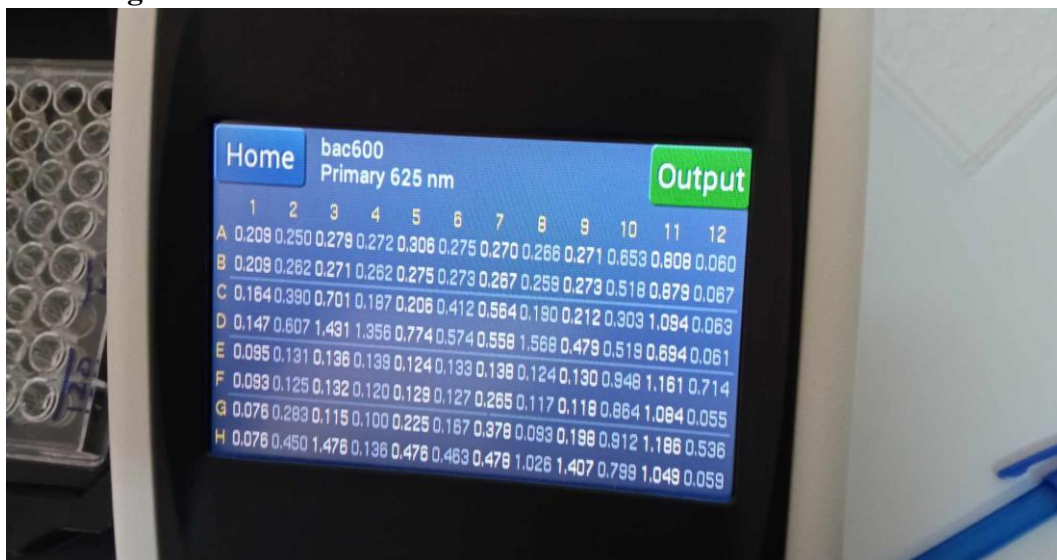 Home
bac600
Primary 625 nm
Output
1 2 3 4 5 6 7 8 9 10 11 12
A 0.209 0.250 0.279 0.272 0.306 0.275 0.270 0.266 0.271 0.653 0.808 0.060
B 0.209 0.262 0.271 0.262 0.275 0.273 0.267 0.259 0.273 0.518 0.879 0.067
C 0.164 0.390 0.701 0.187 0.206 0.412 0.564 0.190 0.212 0.303 1.094 0.063
D 0.147 0.607 1.431 1.356 0.774 0.574 0.558 1.568 0.479 0.519 0.694 0.061
E 0.095 0.131 0.136 0.139 0.124 0.133 0.138 0.124 0.130 0.948 1.161 0.714
F 0.093 0.125 0.132 0.120 0.129 0.127 0.265 0.117 0.118 0.864 1.084 0.055
G 0.076 0.283 0.115 0.100 0.225 0.167 0.378 0.093 0.198 0.912 1.186 0.536
H 0.076 0.450 1.476 0.136 0.476 0.463 0.478 1.026 1.407 0.799 1.049 0.059